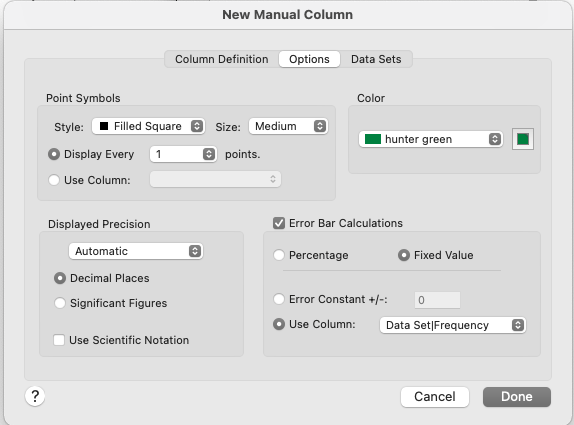 New Manual Column
Column Definition Options Data Sets
Point Symbols
Style: Filled Square Size: Medium
Display Every 1 points.
Use Column:
Color
hunter green
Displayed Precision
Automatic
Decimal Places
Significant Figures
Use Scientific Notation
Error Bar Calculations
Percentage Fixed Value
Error Constant +/-: 0
Use Column: Data Set|Frequency
? Cancel Done